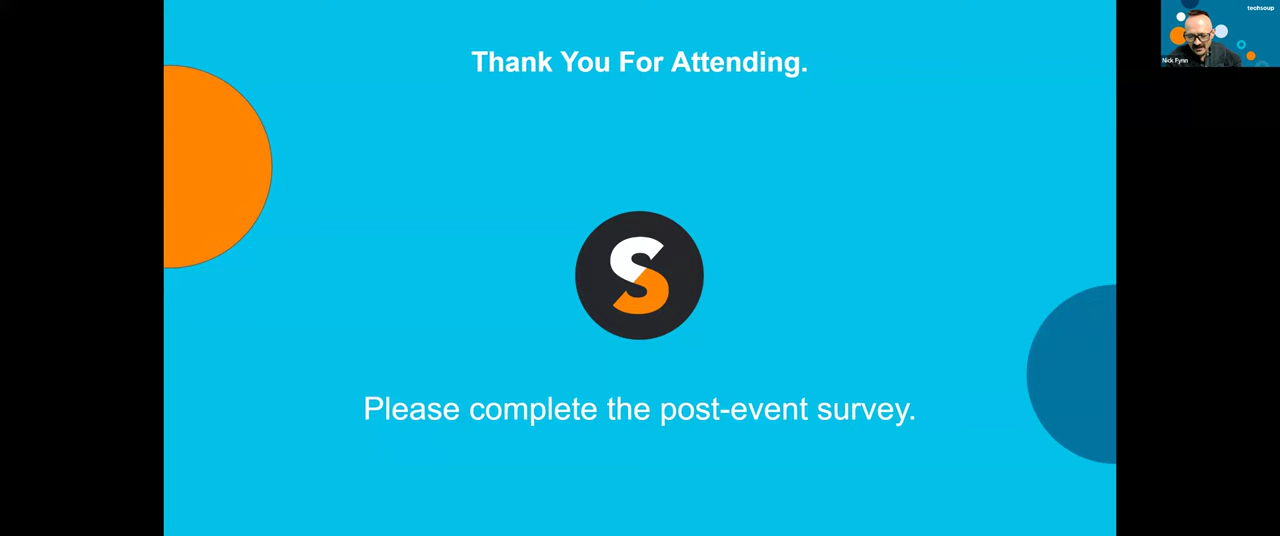 Thank You For Attending.
techsoup
Nick Fynn
S
Please complete the post-event survey.